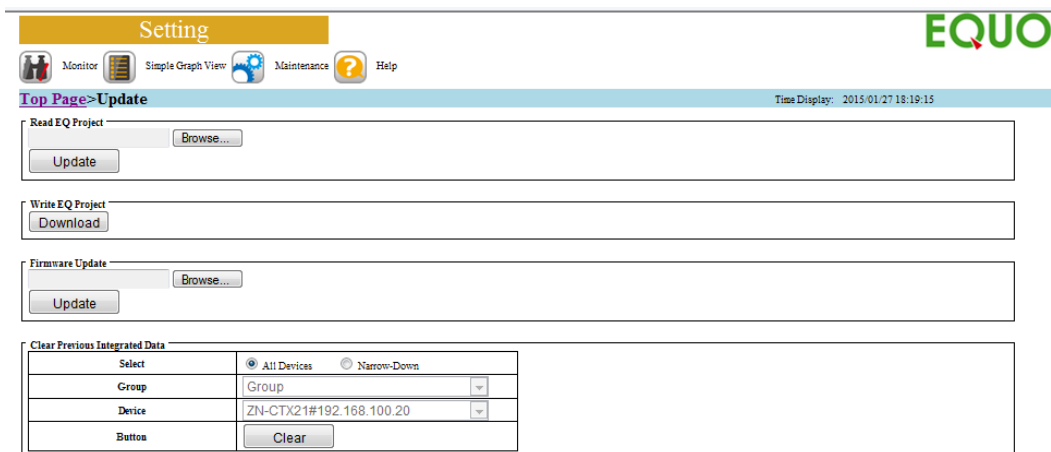 Setting
EQUO
Monitor Simple Graph View Maintenance Help
Top Page>Update Time Display: 2015/01/27 18:19:15
Read EQ Project
Browse...
Update
Write EQ Project
Download
Firmware Update
Browse...
Update
Clear Previous Integrated Data
Select All Devices Narrow-Down
Group Group
Device ZN-CTX21#192.168.100.20
Button Clear